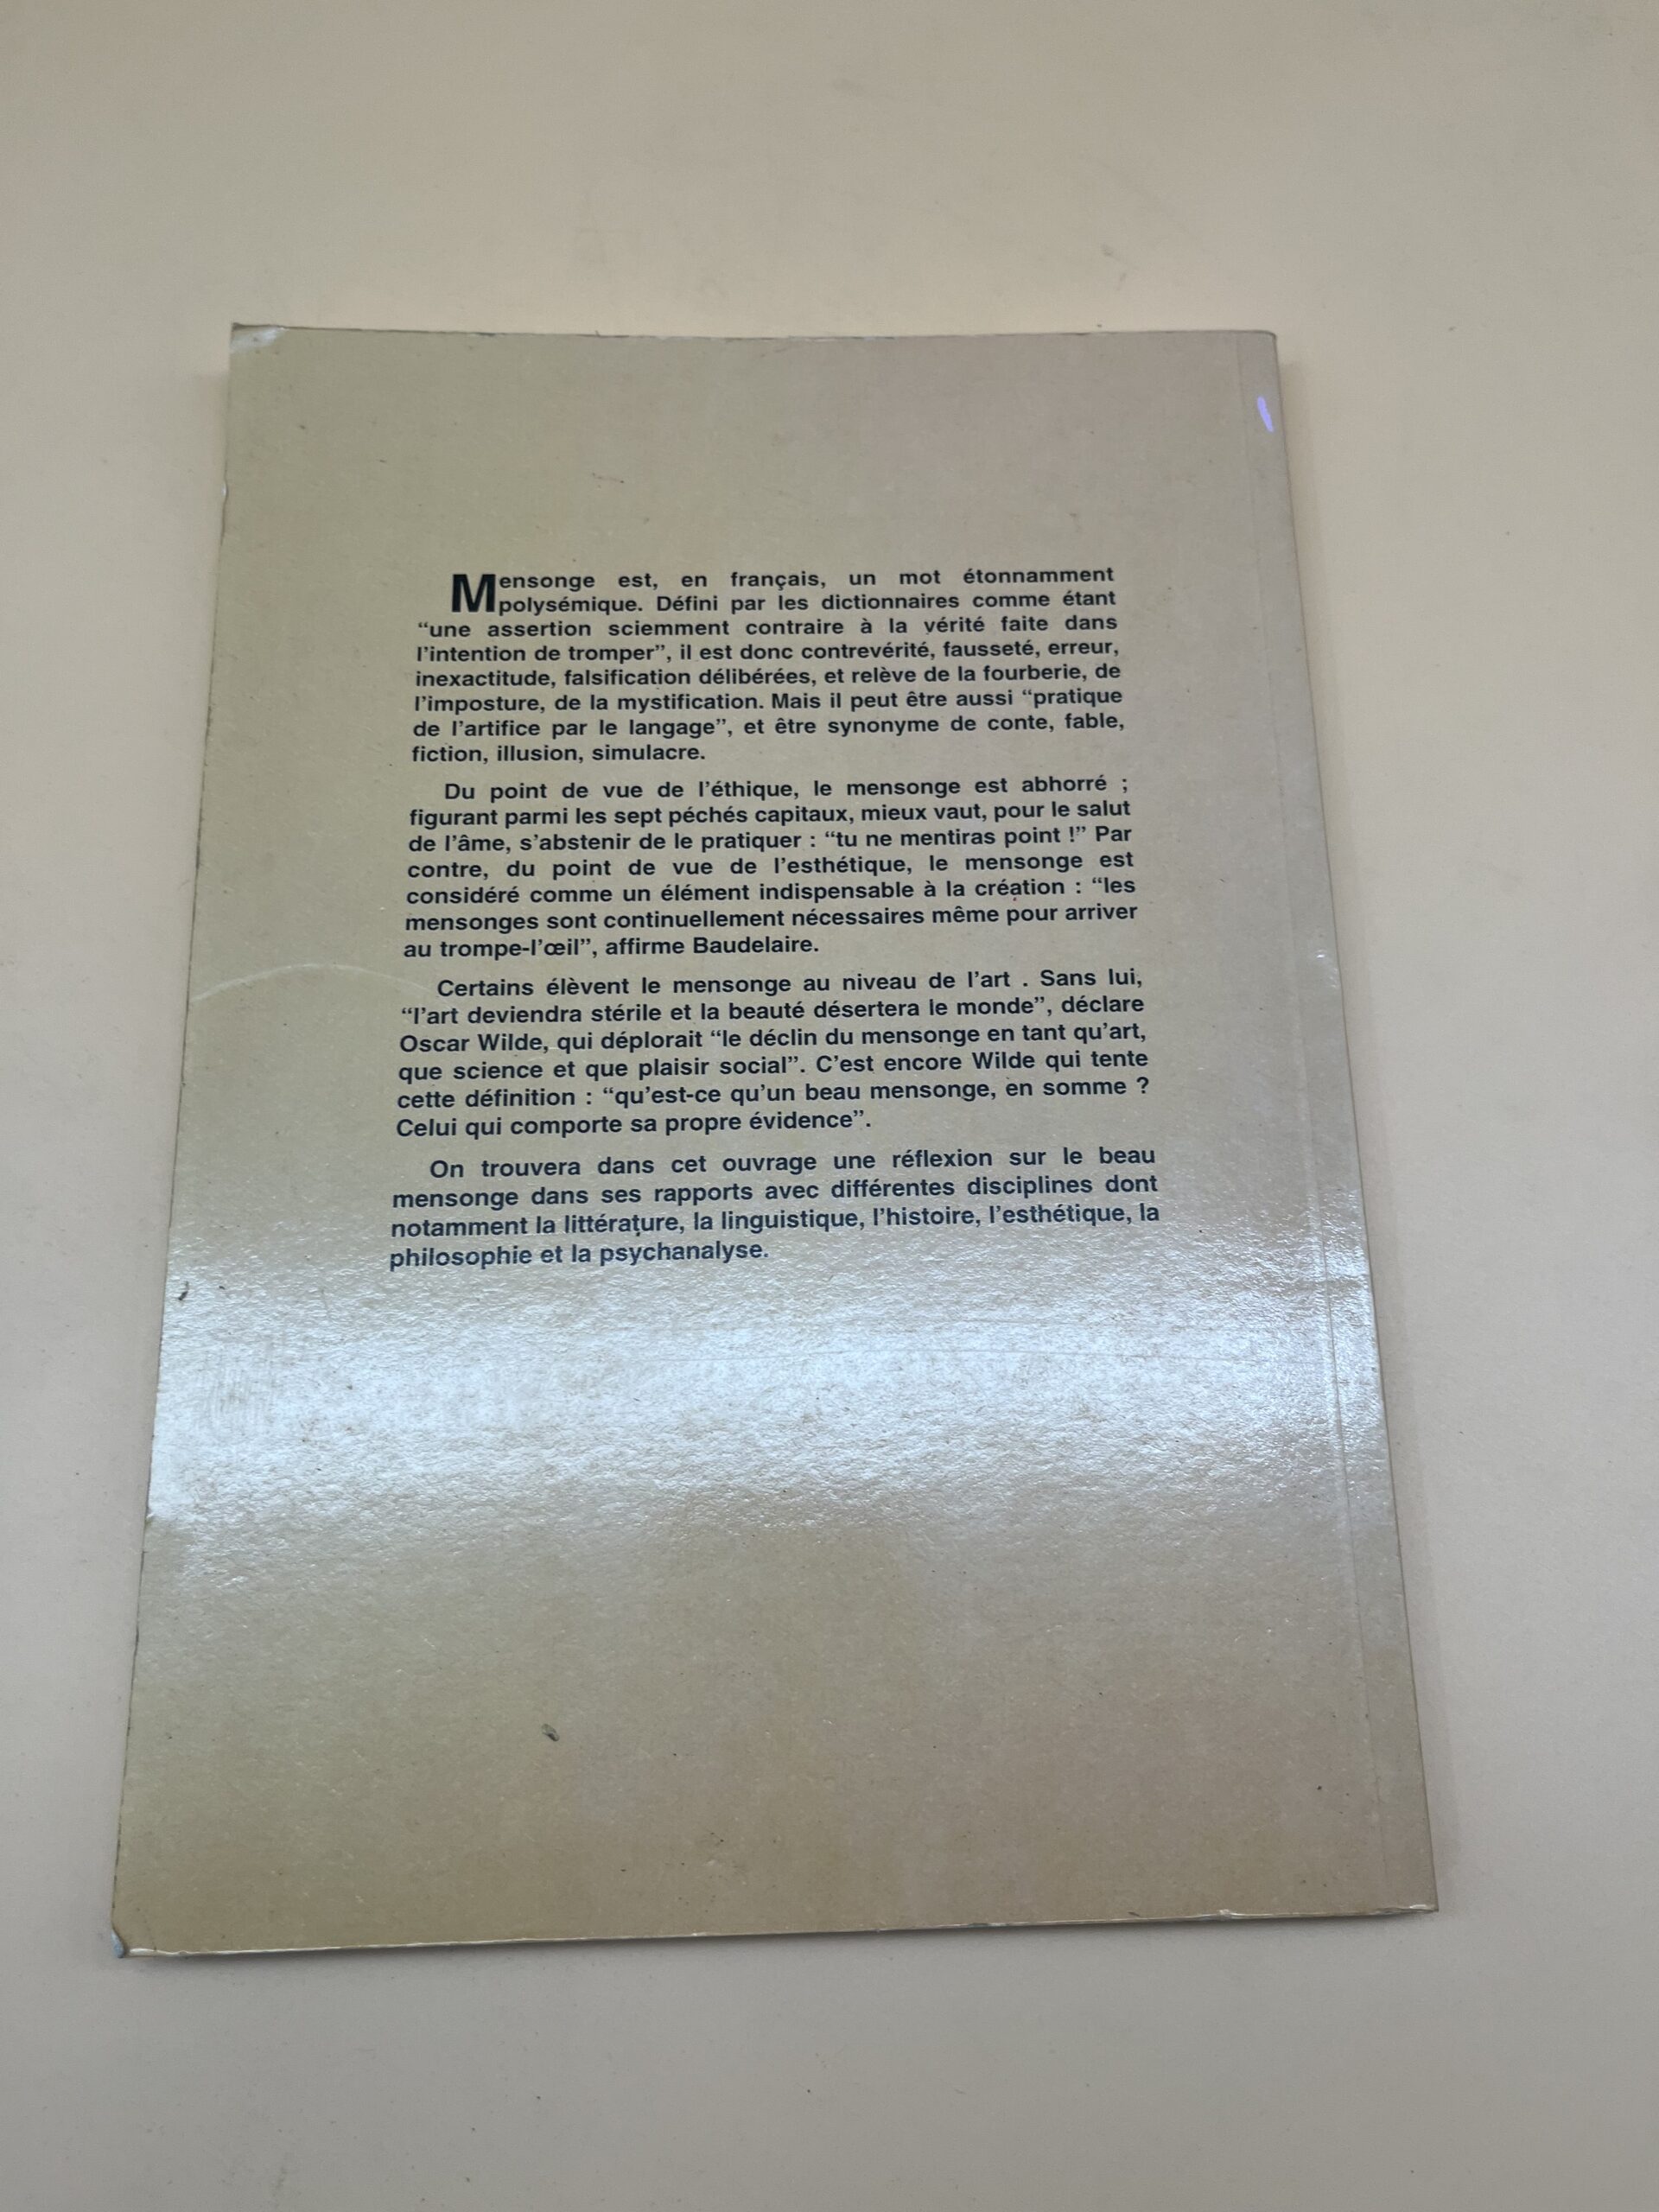 Mensonge est, en français, un mot étonnamment
polysémique. Défini par les dictionnaires comme étant
“une assertion sciemment contraire à la vérité faite dans
l’intention de tromper”, il est donc contrevérité, fausseté, erreur,
inexactitude, falsification délibérées, et relève de la fourberie, de
l’imposture, de la mystification. Mais il peut être aussi “pratique
de l’artifice par le langage”, et être synonyme de conte, fable,
fiction, illusion, simulacre.
Du point de vue de l’éthique, le mensonge est abhorré ;
figurant parmi les sept péchés capitaux, mieux vaut, pour le salut
de l’âme, s’abstenir de le pratiquer : “tu ne mentiras point !” Par
contre, du point de vue de l’esthétique, le mensonge est
considéré comme un élément indispensable à la création : “les
mensonges sont continuellement nécessaires même pour arriver
au trompe-l’œil”, affirme Baudelaire.
Certains élèvent le mensonge au niveau de l’art . Sans lui,
“l’art deviendra stérile et la beauté désertera le monde”, déclare
Oscar Wilde, qui déplorait “le déclin du mensonge en tant qu’art,
que science et que plaisir social”. C’est encore Wilde qui tente
cette définition : “qu’est-ce qu’un beau mensonge, en somme ?
Celui qui comporte sa propre évidence”.
On trouvera dans cet ouvrage une réflexion sur le beau
mensonge dans ses rapports avec différentes disciplines dont
notamment la littérature, la linguistique, l’histoire, l’esthétique, la
philosophie et la psychanalyse.